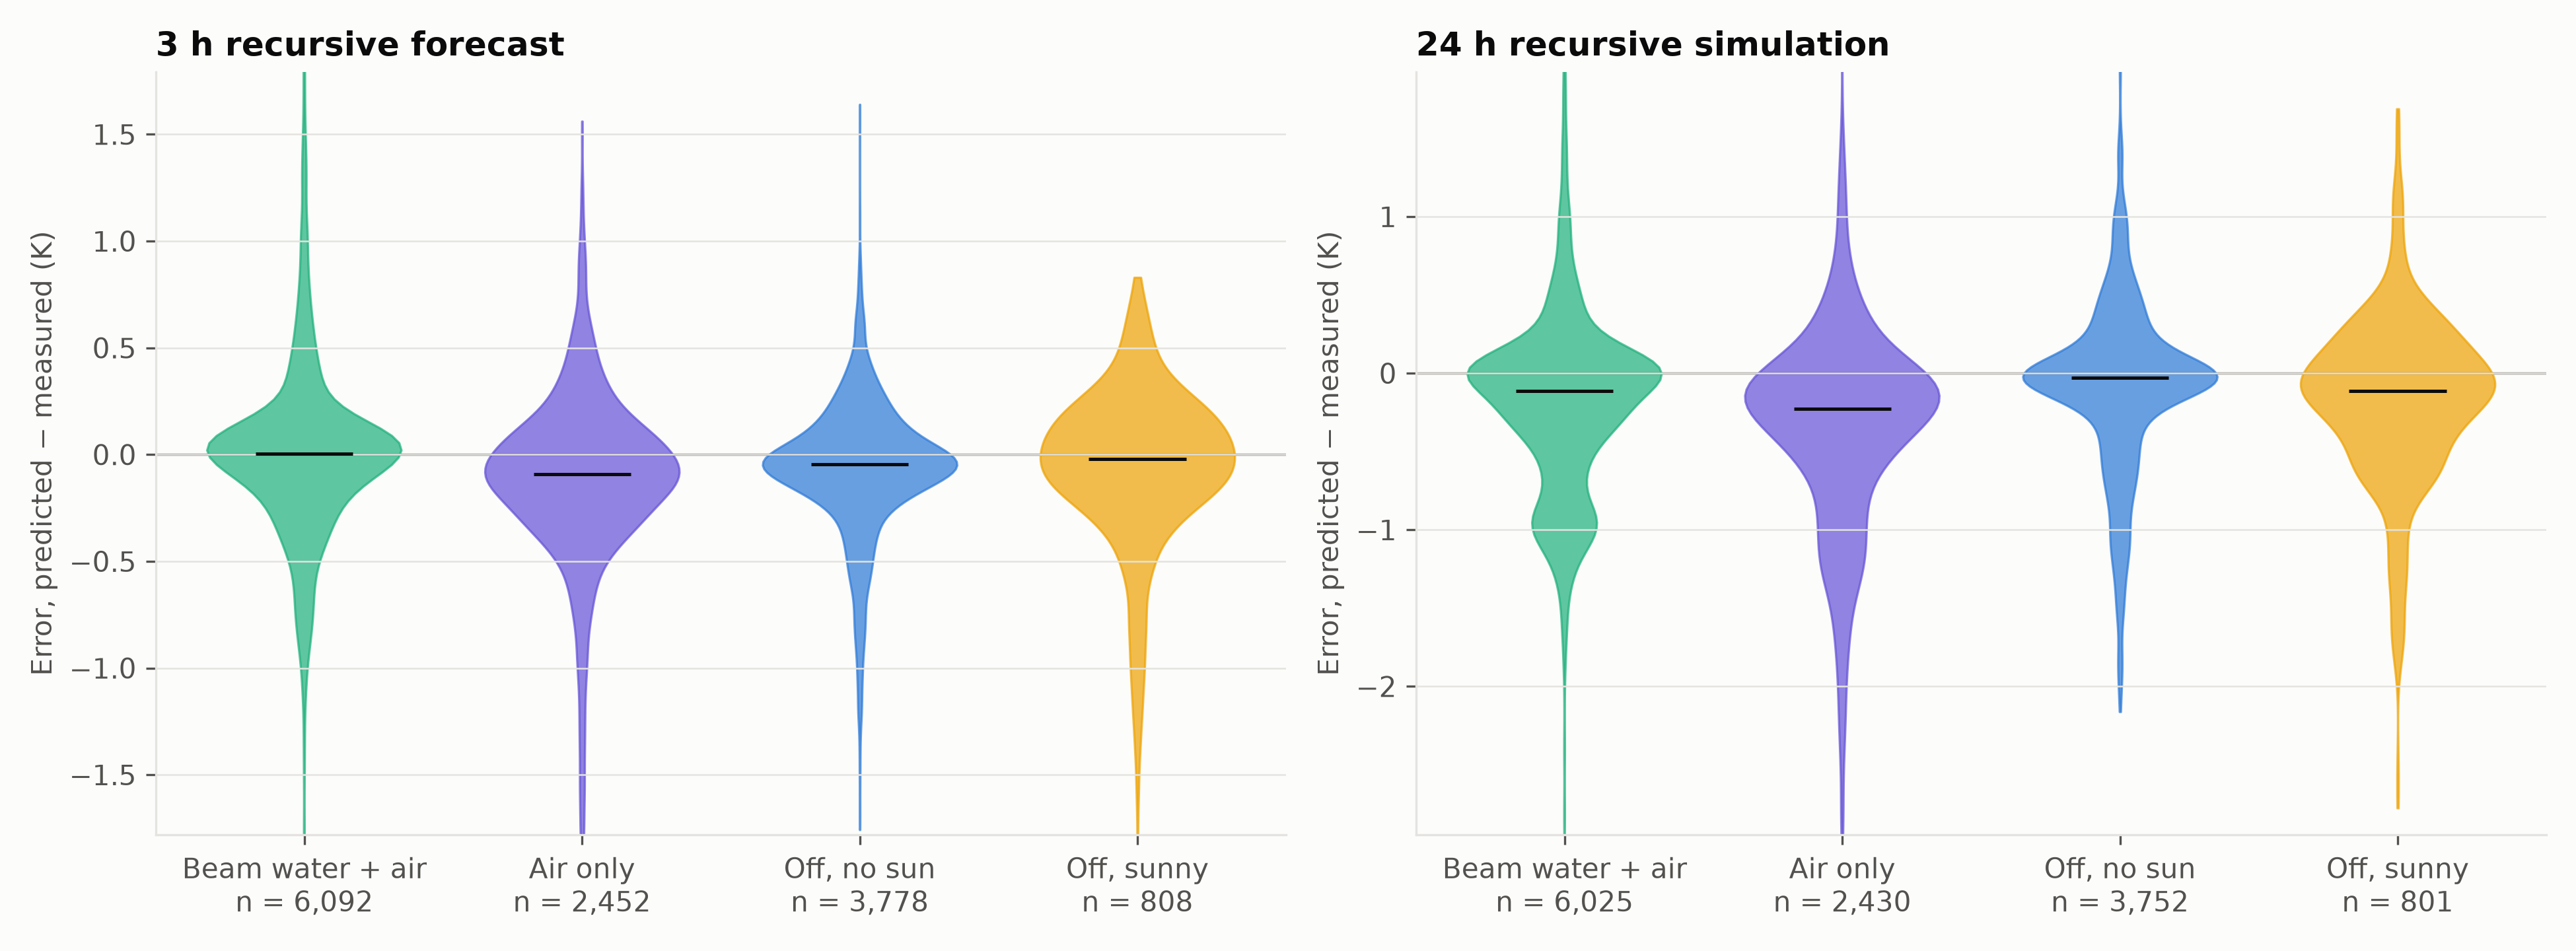 3 h recursive forecast
Error, predicted − measured (K)
1.5
1.0
0.5
0.0
−0.5
−1.0
−1.5
Beam water + air
n = 6,092
Air only
n = 2,452
Off, no sun
n = 3,778
Off, sunny
n = 808
24 h recursive simulation
Error, predicted − measured (K)
1
0
−1
−2
Beam water + air
n = 6,025
Air only
n = 2,430
Off, no sun
n = 3,752
Off, sunny
n = 801